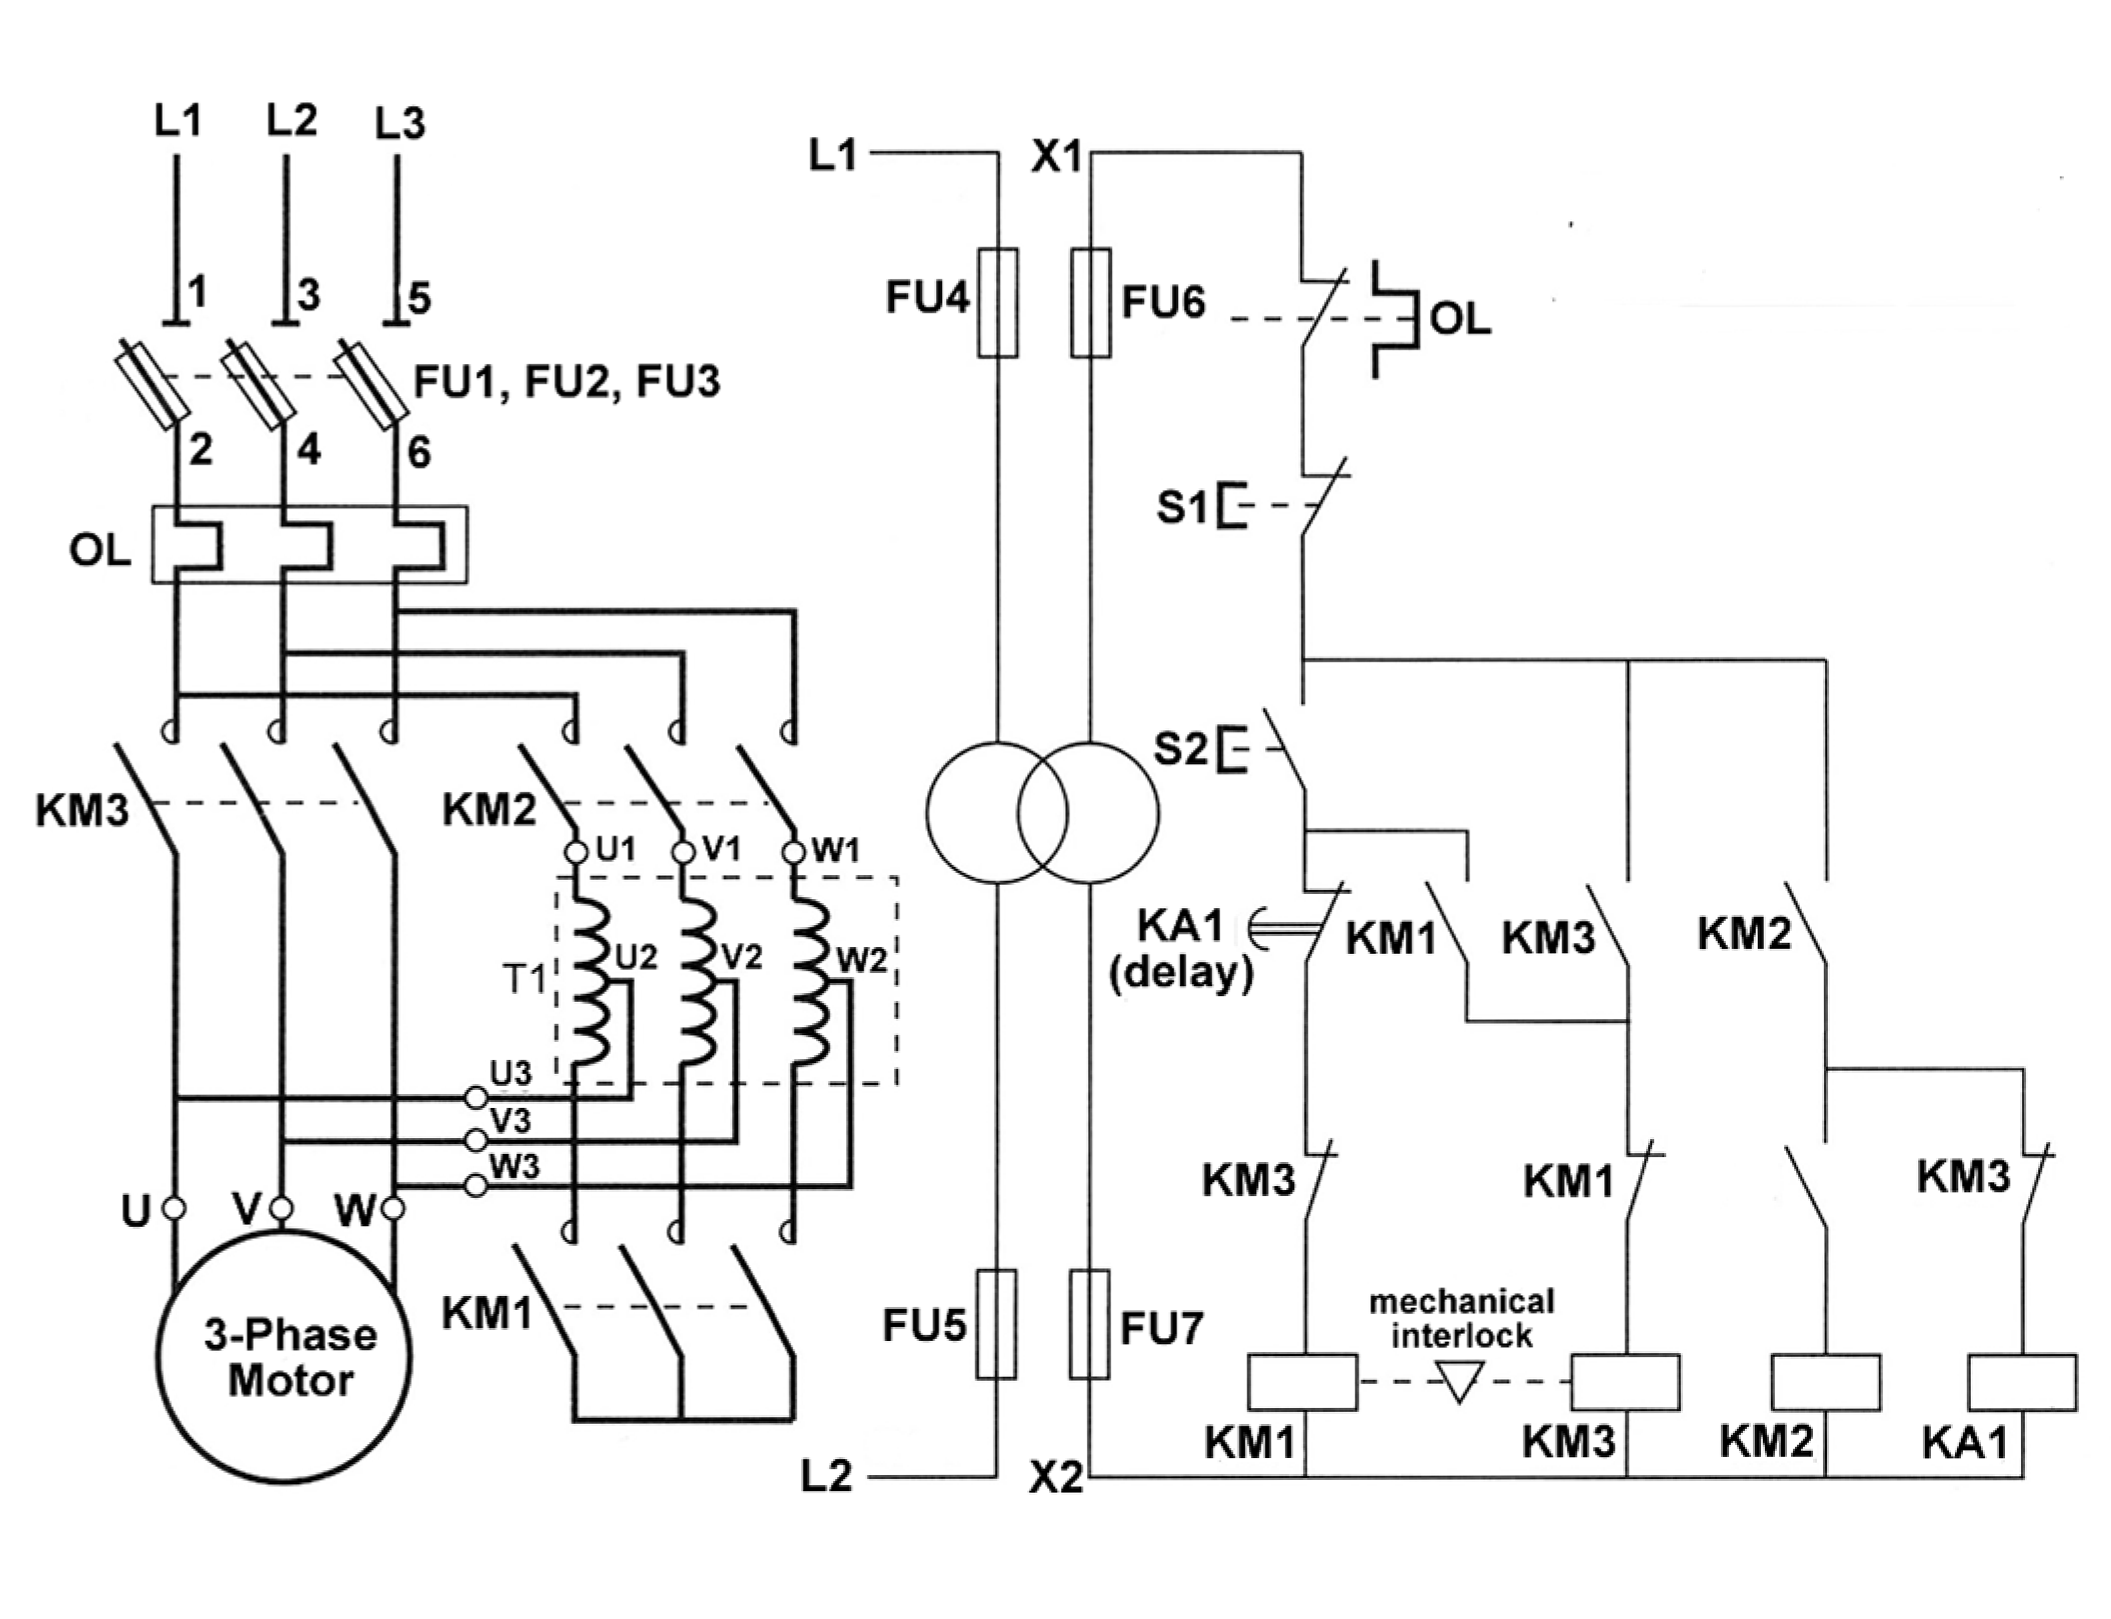 L1 L2 L3
1 3 5
FU1, FU2, FU3
2 4 6
OL
KM3
KM2
U1 V1 W1
T1
U2 V2 W2
U3
V3
W3
U V W
3-Phase
Motor
KM1
L1
X1
FU4
FU6
OL
S1
S2
KA1
(delay)
KM1
KM3
KM2
KM3
KM1
KM3
mechanical
interlock
FU5
FU7
KM1
KM3
KM2
KA1
L2
X2